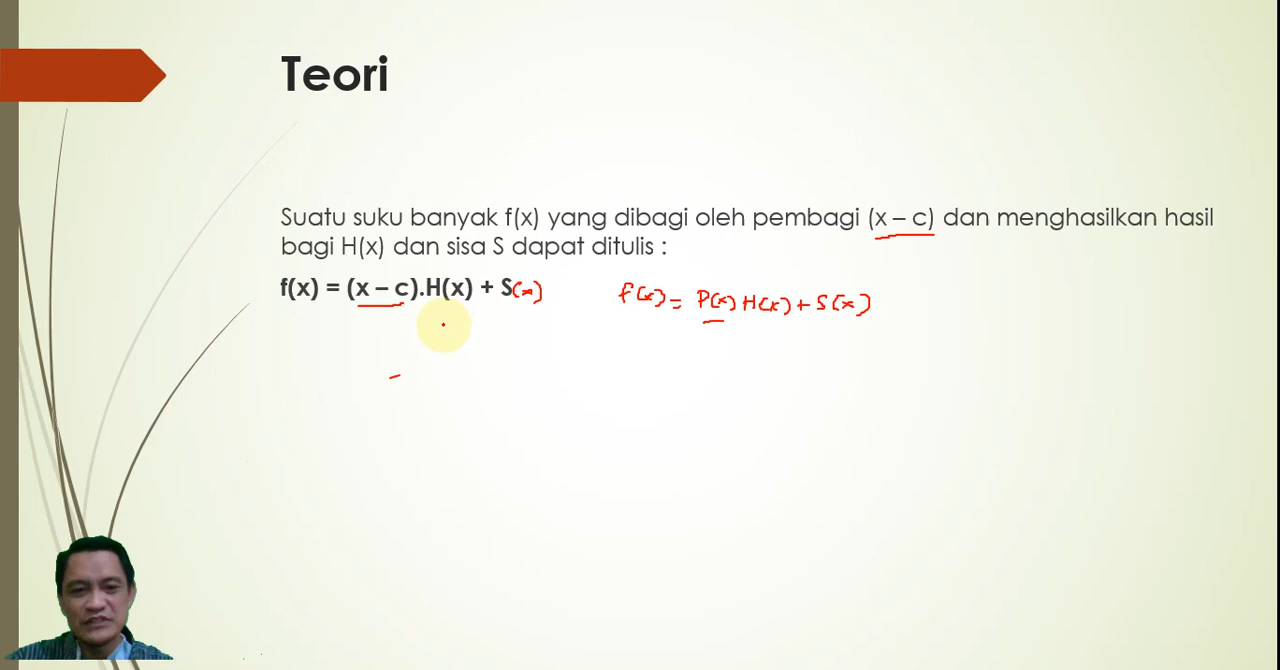 Teori
Suatu suku banyak f(x) yang dibagi oleh pembagi (x – c) dan menghasilkan hasil
bagi H(x) dan sisa S dapat ditulis :
f(x) = (x – c).H(x) + S(x) f(x) = P(x) H(x) + S(x)